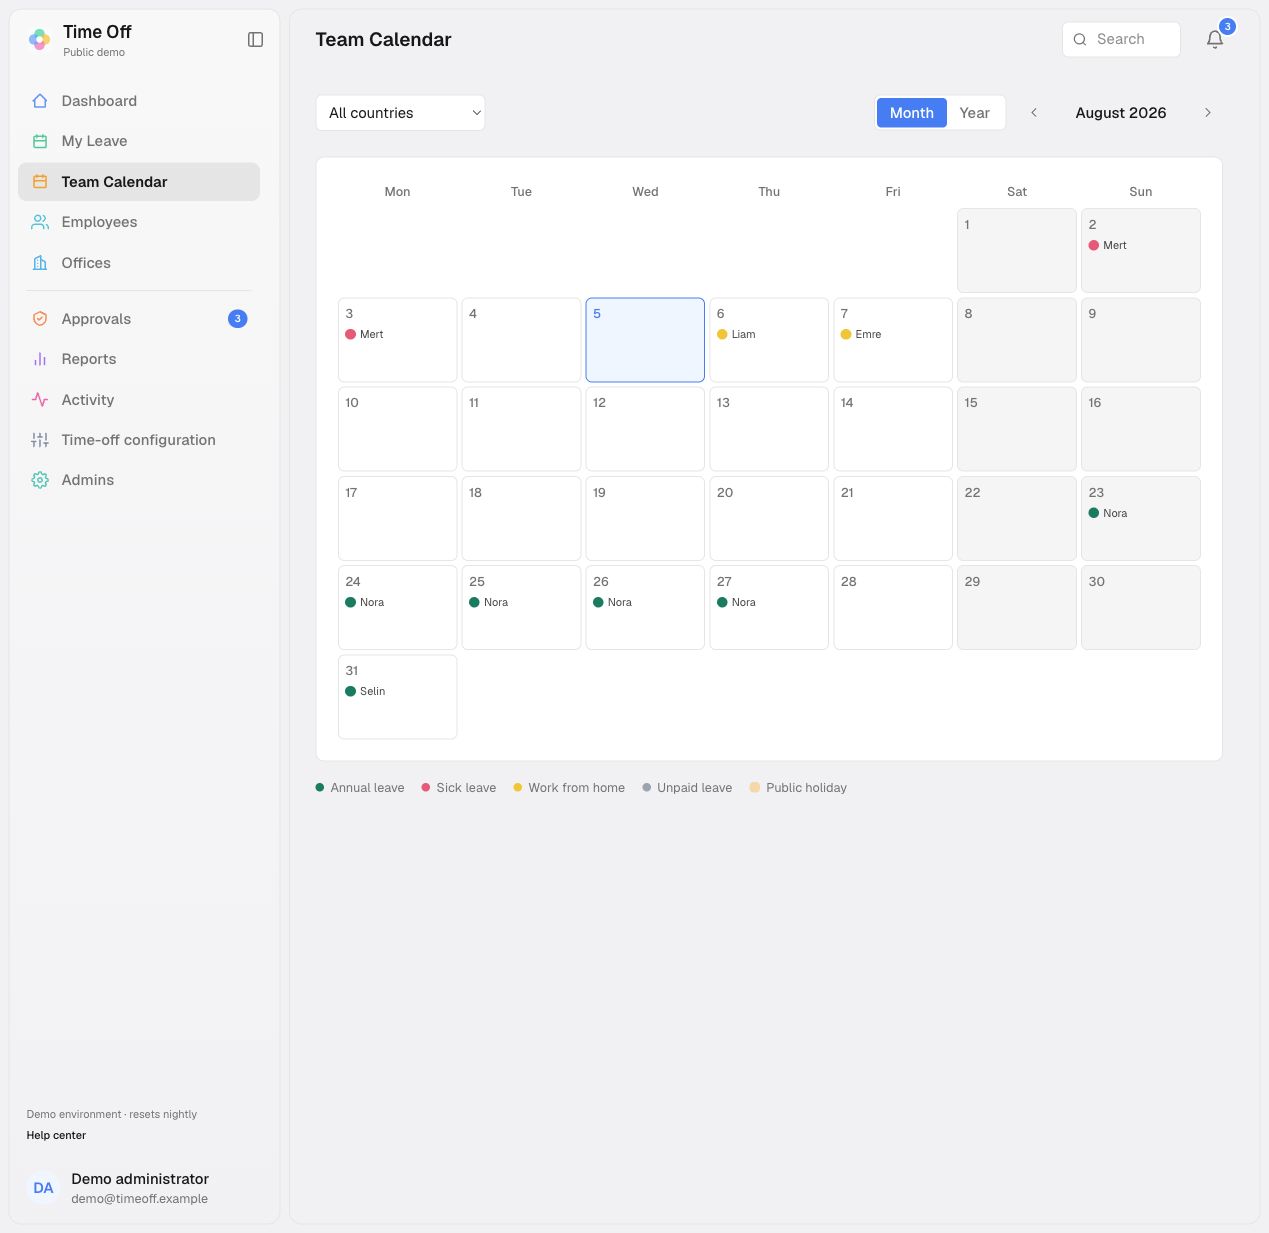 Time Off
Public demo
Dashboard
My Leave
Team Calendar
Employees
Offices
Approvals 3
Reports
Activity
Time-off configuration
Admins
Demo environment · resets nightly
Help center
DA
Demo administrator
demo@timeoff.example
Team Calendar
Search
3
All countries
Month Year
August 2026
Mon Tue Wed Thu Fri Sat Sun
1 2
Mert
3 4 5 6 7 8 9
Mert Liam Emre
10 11 12 13 14 15 16
17 18 19 20 21 22 23
Nora
24 25 26 27 28 29 30
Nora Nora Nora Nora
31
Selin
Annual leave Sick leave Work from home Unpaid leave Public holiday